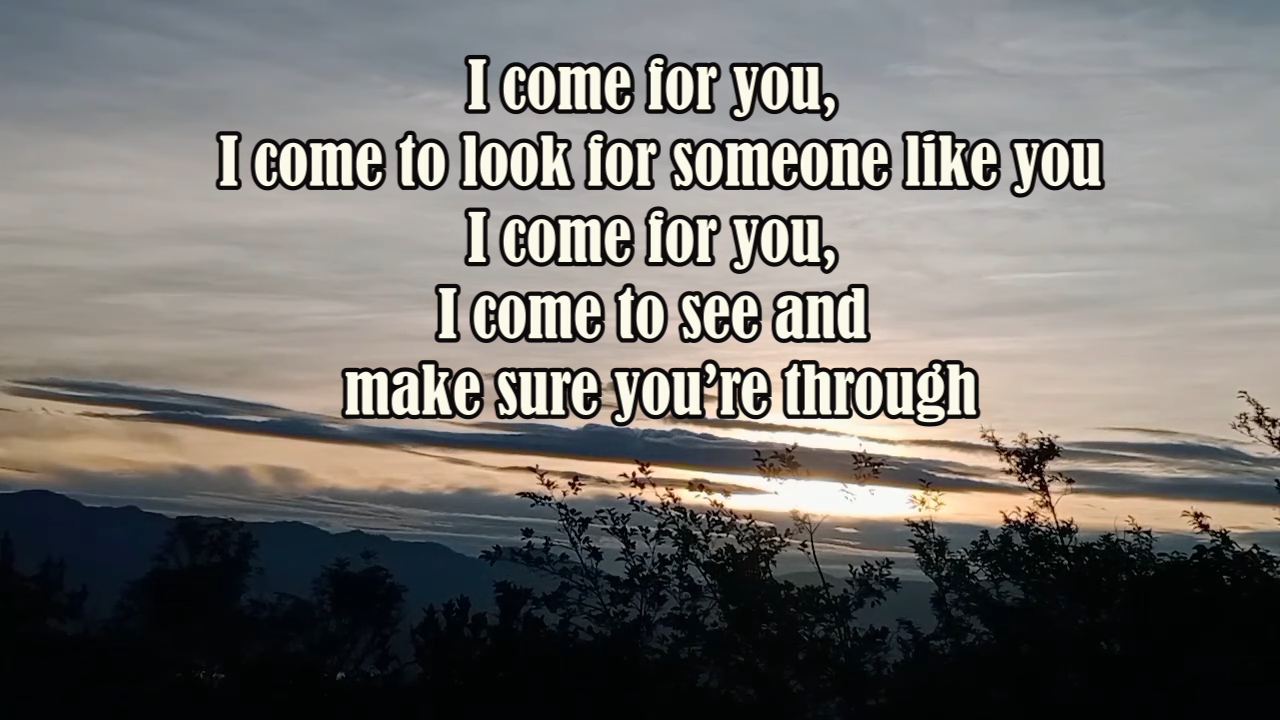 I come for you,
I come to look for someone like you
I come for you,
I come to see and
make sure you’re through